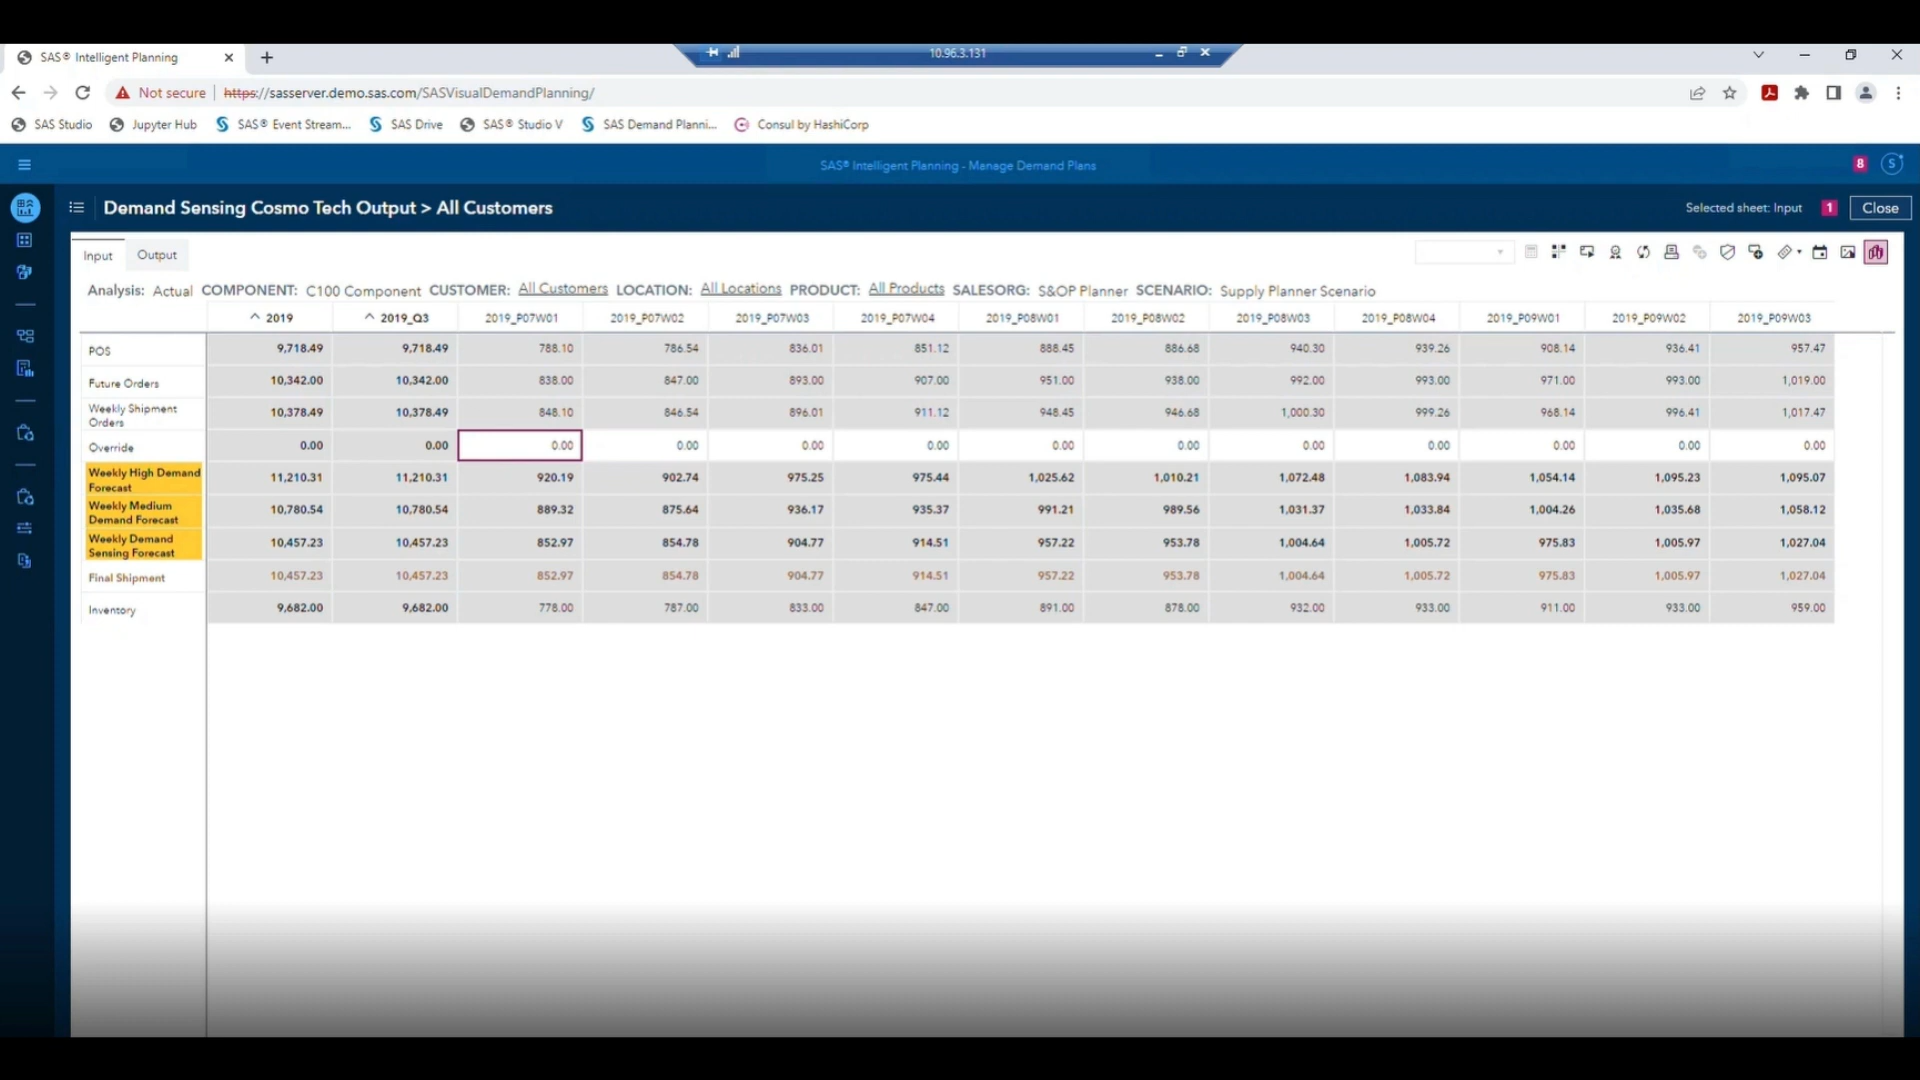 SAS® Intelligent Planning
10.96.3.131
Not secure https://sasserver.demo.sas.com/SASVisualDemandPlanning/
SAS Studio Jupyter Hub SAS® Event Stream... SAS Drive SAS® Studio V SAS Demand Planni... Consul by HashiCorp
SAS® Intelligent Planning - Manage Demand Plans 8 S
Demand Sensing Cosmo Tech Output > All Customers Selected sheet: Input 1 Close
Input Output
Analysis: Actual COMPONENT: C100 Component CUSTOMER: All Customers LOCATION: All Locations PRODUCT: All Products SALESORG: S&OP Planner SCENARIO: Supply Planner Scenario
2019 2019_Q3 2019_P07W01 2019_P07W02 2019_P07W03 2019_P07W04 2019_P08W01 2019_P08W02 2019_P08W03 2019_P08W04 2019_P09W01 2019_P09W02 2019_P09W03
POS 9,718.49 9,718.49 788.10 786.54 836.01 851.12 888.45 886.68 940.30 939.26 908.14 936.41 957.47
Future Orders 10,342.00 10,342.00 838.00 847.00 893.00 907.00 951.00 938.00 992.00 993.00 971.00 993.00 1,019.00
Weekly Shipment
Orders 10,378.49 10,378.49 848.10 846.54 896.01 911.12 948.45 946.68 1,000.30 999.26 968.14 996.41 1,017.47
Override 0.00 0.00 0.00 0.00 0.00 0.00 0.00 0.00 0.00 0.00 0.00 0.00 0.00
Weekly High Demand
Forecast 11,210.31 11,210.31 920.19 902.74 975.25 975.44 1,025.62 1,010.21 1,072.48 1,083.94 1,054.14 1,095.23 1,095.07
Weekly Medium
Demand Forecast 10,780.54 10,780.54 889.32 875.64 936.17 935.37 991.21 989.56 1,031.37 1,033.84 1,004.26 1,035.68 1,058.12
Weekly Demand
Sensing Forecast 10,457.23 10,457.23 852.97 854.78 904.77 914.51 957.22 953.78 1,004.64 1,005.72 975.83 1,005.97 1,027.04
Final Shipment 10,457.23 10,457.23 852.97 854.78 904.77 914.51 957.22 953.78 1,004.64 1,005.72 975.83 1,005.97 1,027.04
Inventory 9,682.00 9,682.00 778.00 787.00 833.00 847.00 891.00 878.00 932.00 933.00 911.00 933.00 959.00